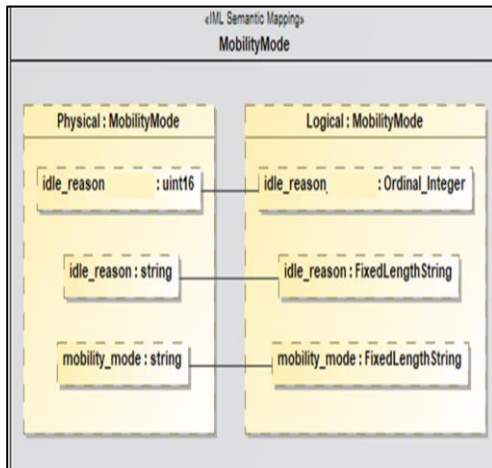 «IML Semantic Mapping»
MobilityMode
Physical : MobilityMode
Logical : MobilityMode
idle_reason : uint16
idle_reason : Ordinal_Integer
idle_reason : string
idle_reason : FixedLengthString
mobility_mode : string
mobility_mode : FixedLengthString